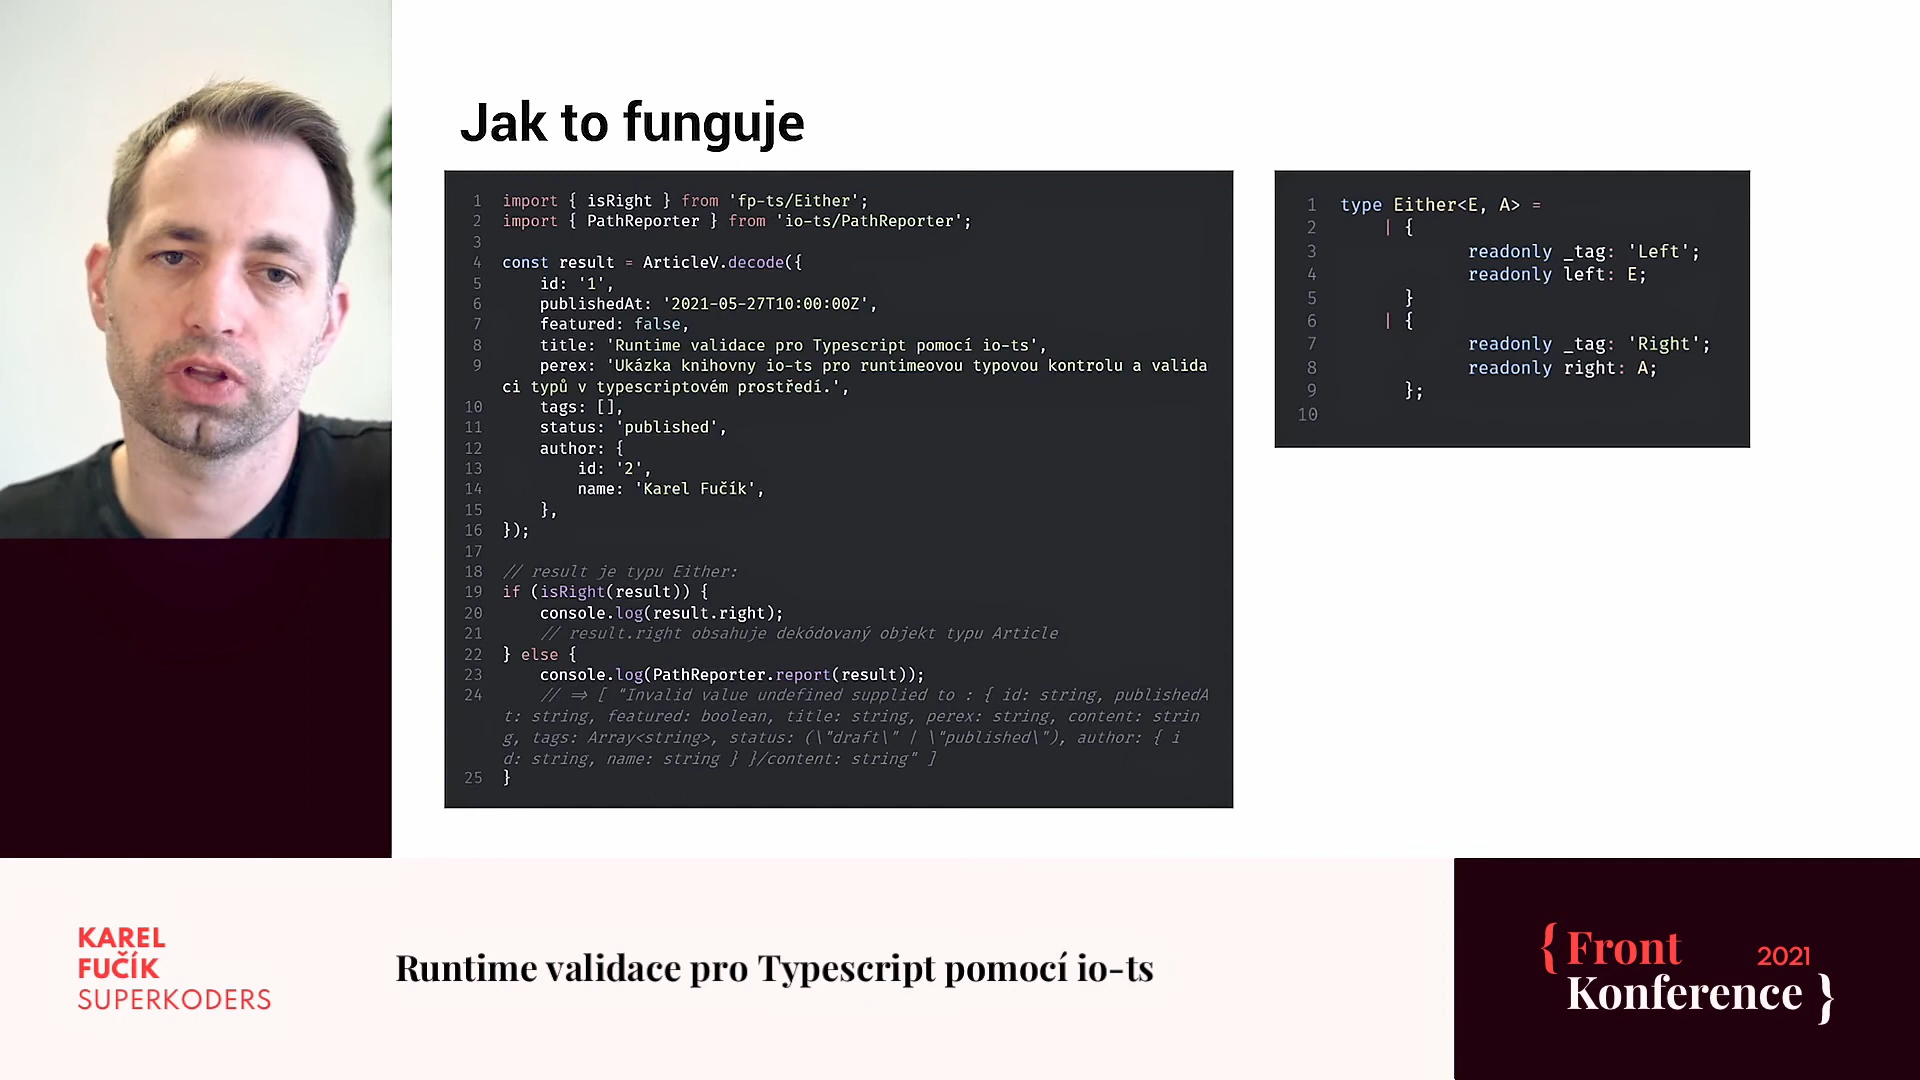 Jak to funguje
1 import { isRight } from 'fp-ts/Either';
2 import { PathReporter } from 'io-ts/PathReporter';
3
4 const result = ArticleV.decode({
5 id: '1',
6 publishedAt: '2021-05-27T10:00:00Z',
7 featured: false,
8 title: 'Runtime validace pro Typescript pomocí io-ts',
9 perex: 'Ukázka knihovny io-ts pro runtimeovou typovou kontrolu a valida
ci typů v typescriptovém prostředí.',
10 tags: [],
11 status: 'published',
12 author: {
13 id: '2',
14 name: 'Karel Fučík',
15 },
16 });
17
18 // result je typu Either:
19 if (isRight(result)) {
20 console.log(result.right);
21 // result.right obsahuje dekódovaný objekt typu Article
22 } else {
23 console.log(PathReporter.report(result));
24 // => [ "Invalid value undefined supplied to : { id: string, publishedA
t: string, featured: boolean, title: string, perex: string, content: strin
g, tags: Array<string>, status: (\"draft\" | \"published\"), author: { i
d: string, name: string } }/content: string" ]
25 }
1 type Either<E, A> =
2 | {
3 readonly _tag: 'Left';
4 readonly left: E;
5 }
6 | {
7 readonly _tag: 'Right';
8 readonly right: A;
9 };
10
KAREL
FUČÍK
SUPERKODERS
Runtime validace pro Typescript pomocí io-ts
{ Front 2021
Konference }